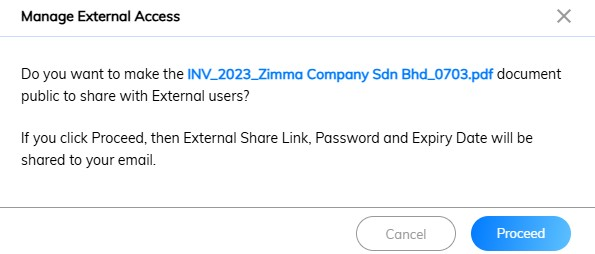 Manage External Access
Do you want to make the INV_2023_Zimma Company Sdn Bhd_0703.pdf document
public to share with External users?
If you click Proceed, then External Share Link, Password and Expiry Date will be
shared to your email.
Cancel
Proceed